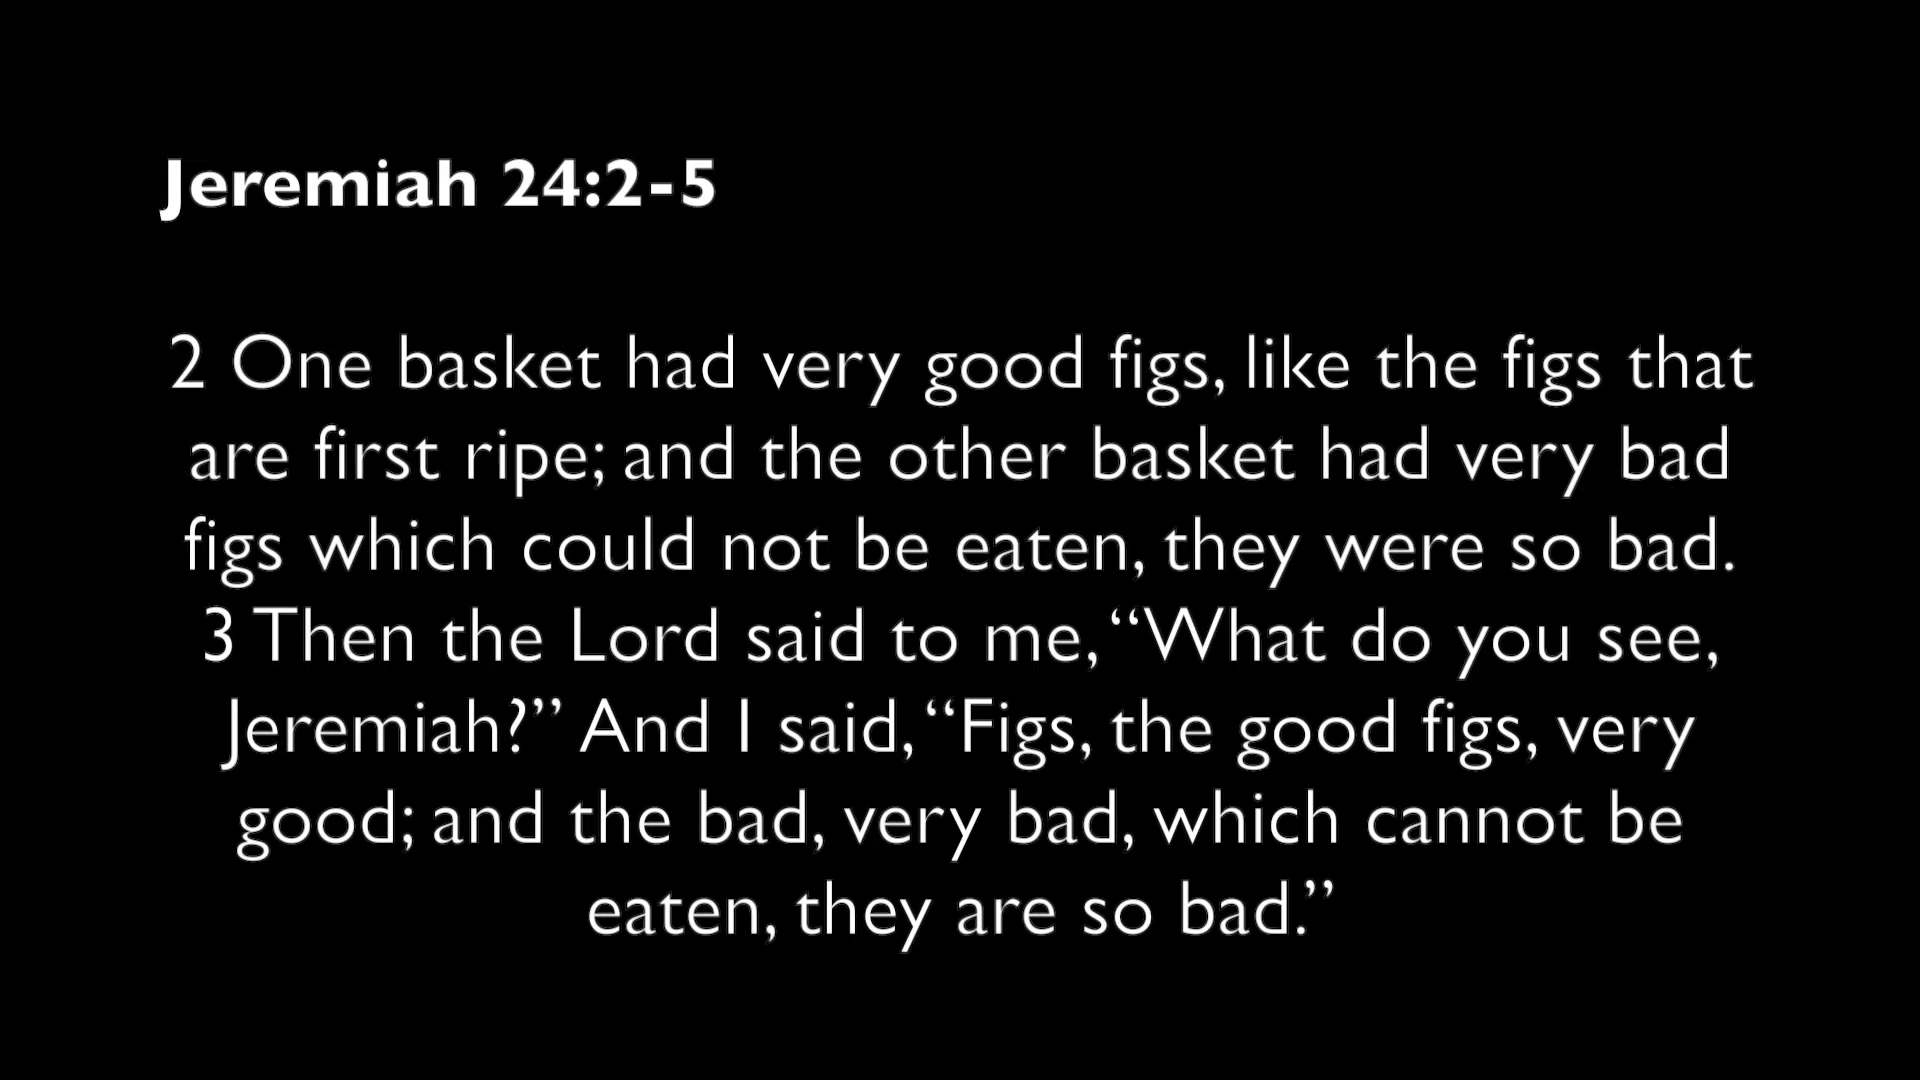 Jeremiah 24:2-5
2 One basket had very good figs, like the figs that
are first ripe; and the other basket had very bad
figs which could not be eaten, they were so bad.
3 Then the Lord said to me, “What do you see,
Jeremiah?” And I said, “Figs, the good figs, very
good; and the bad, very bad, which cannot be
eaten, they are so bad.”